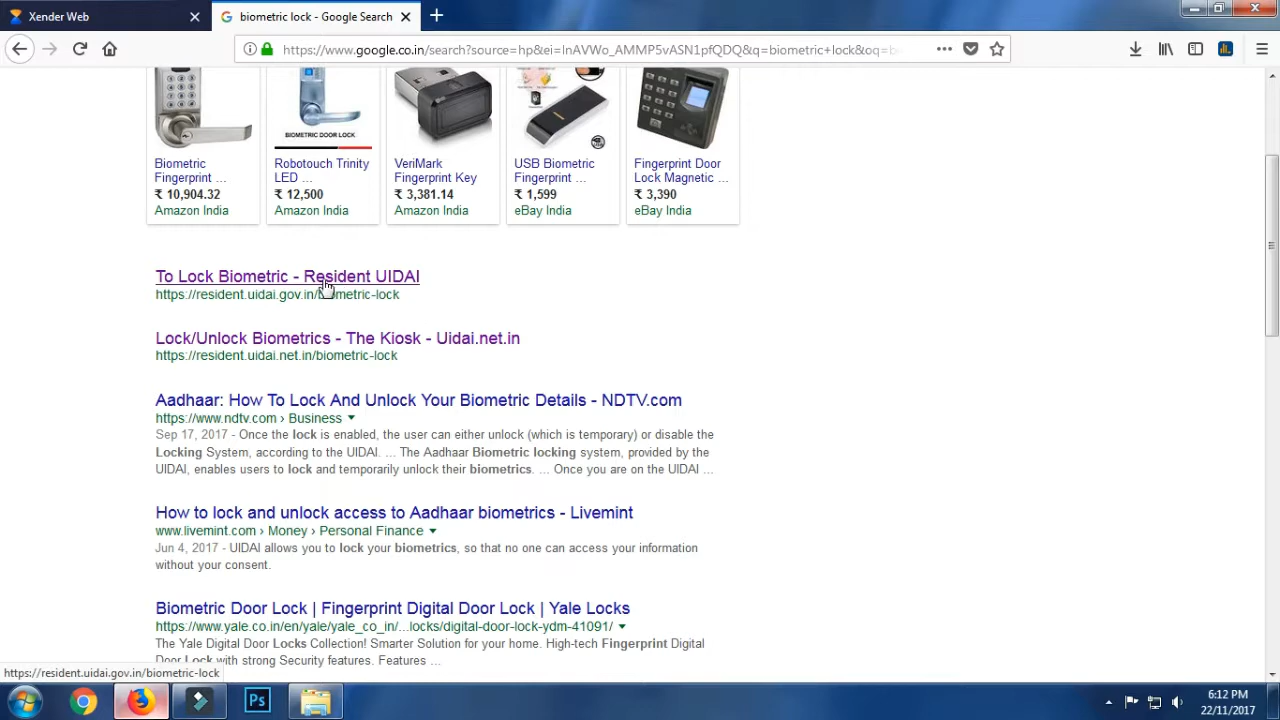 Xender Web
biometric lock - Google Search
https://www.google.co.in/search?source=hp&ei=
BIOMETRIC DOOR LOCK
Biometric
Fingerprint ...
₹ 10,904.32
Amazon India
Robotouch Trinity
LED ...
₹ 12,500
Amazon India
VeriMark
Fingerprint Key
₹ 3,381.14
Amazon India
USB Biometric
Fingerprint ...
₹ 1,599
eBay India
Fingerprint Door
Lock Magnetic ...
₹ 3,390
eBay India
To Lock Biometric - Resident UIDAI
https://resident.uidai.gov.in/biometric-lock
Lock/Unlock Biometrics - The Kiosk - Uidai.net.in
https://resident.uidai.net.in/biometric-lock
Aadhaar: How To Lock And Unlock Your Biometric Details - NDTV.com
https://www.ndtv.com › Business
Sep 17, 2017 - Once the lock is enabled, the user can either unlock (which is temporary) or disable the
Locking System, according to the UIDAI. ... The Aadhaar Biometric locking system, provided by the
UIDAI, enables users to lock and temporarily unlock their biometrics. ... Once you are on the UIDAI ...
How to lock and unlock access to Aadhaar biometrics - Livemint
www.livemint.com › Money › Personal Finance
Jun 4, 2017 - UIDAI allows you to lock your biometrics, so that no one can access your information
without your consent.
Biometric Door Lock | Fingerprint Digital Door Lock | Yale Locks
https://www.yale.co.in/en/yale/yale_co_in/...locks/digital-door-lock-ydm-41091/
The Yale Digital Door Locks Collection! Smarter Solution for your home. High-tech Fingerprint Digital
Door Lock with strong Security features. Features ...
https://resident.uidai.gov.in/biometric-lock
Ps
6:12 PM
22/11/2017